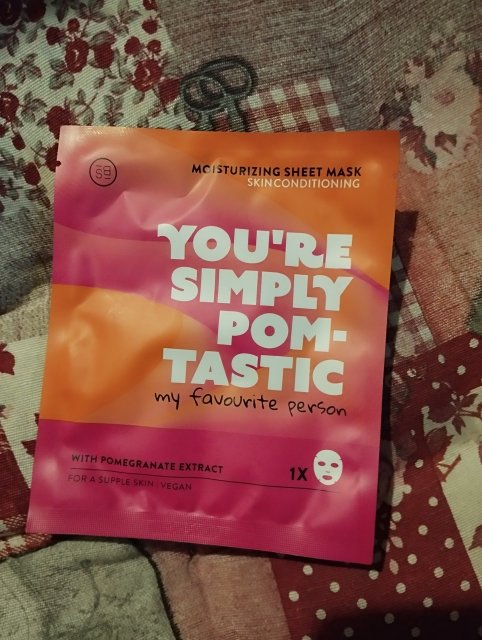 MOISTURIZING SHEET MASK
SKINCONDITIONING
YOU'RE
SIMPLY
POM-
TASTIC
my favourite person
WITH POMEGRANATE EXTRACT
FOR A SUPPLE SKIN | VEGAN
1X